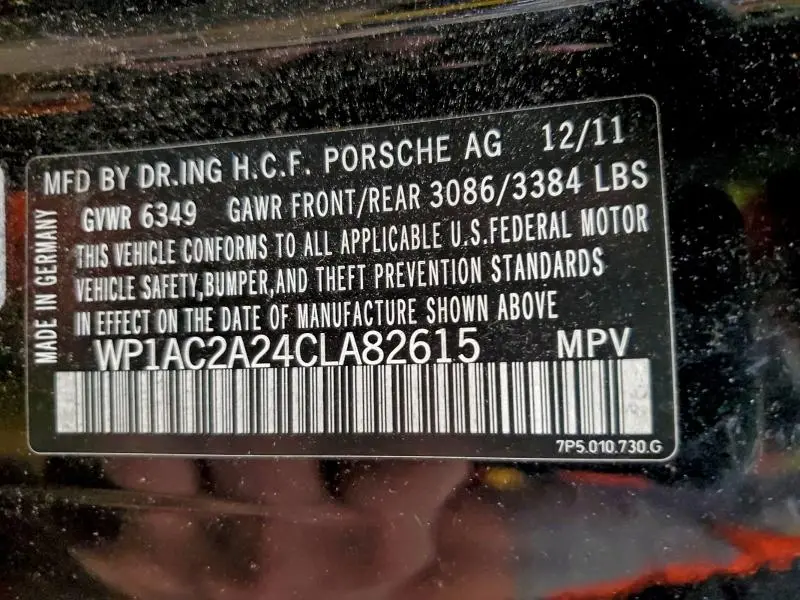 MFD BY DR.ING H.C.F. PORSCHE AG 12/11
GVWR 6349 GAWR FRONT/REAR 3086/3384 LBS
THIS VEHICLE CONFORMS TO ALL APPLICABLE U.S.FEDERAL MOTOR
VEHICLE SAFETY,BUMPER,AND THEFT PREVENTION STANDARDS
IN EFFECT ON THE DATE OF MANUFACTURE SHOWN ABOVE
WP1AC2A24CLA82615 MPV
7P5.010.730.G
MADE IN GERMANY